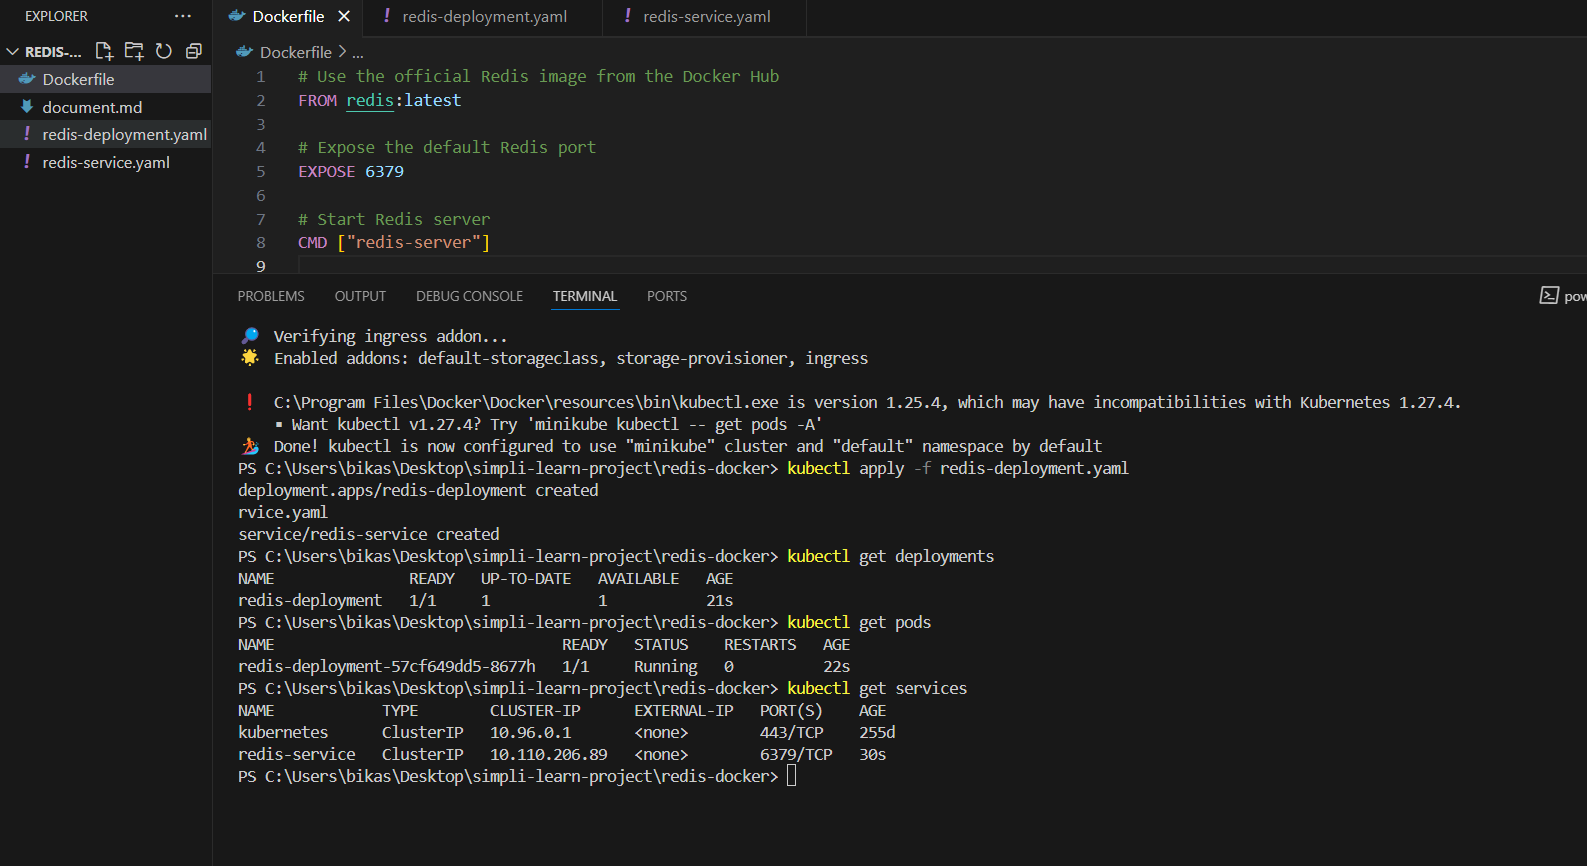 EXPLORER ...
REDIS-...
Dockerfile
document.md
! redis-deployment.yaml
! redis-service.yaml
Dockerfile ! redis-deployment.yaml ! redis-service.yaml
Dockerfile > ...
1 # Use the official Redis image from the Docker Hub
2 FROM redis:latest
3
4 # Expose the default Redis port
5 EXPOSE 6379
6
7 # Start Redis server
8 CMD ["redis-server"]
9
PROBLEMS OUTPUT DEBUG CONSOLE TERMINAL PORTS pow
Verifying ingress addon...
Enabled addons: default-storageclass, storage-provisioner, ingress
❗ C:\Program Files\Docker\Docker\resources\bin\kubectl.exe is version 1.25.4, which may have incompatibilities with Kubernetes 1.27.4.
▪ Want kubectl v1.27.4? Try 'minikube kubectl -- get pods -A'
Done! kubectl is now configured to use "minikube" cluster and "default" namespace by default
PS C:\Users\bikas\Desktop\simpli-learn-project\redis-docker> kubectl apply -f redis-deployment.yaml
deployment.apps/redis-deployment created
rvice.yaml
service/redis-service created
PS C:\Users\bikas\Desktop\simpli-learn-project\redis-docker> kubectl get deployments
NAME READY UP-TO-DATE AVAILABLE AGE
redis-deployment 1/1 1 1 21s
PS C:\Users\bikas\Desktop\simpli-learn-project\redis-docker> kubectl get pods
NAME READY STATUS RESTARTS AGE
redis-deployment-57cf649dd5-8677h 1/1 Running 0 22s
PS C:\Users\bikas\Desktop\simpli-learn-project\redis-docker> kubectl get services
NAME TYPE CLUSTER-IP EXTERNAL-IP PORT(S) AGE
kubernetes ClusterIP 10.96.0.1 <none> 443/TCP 255d
redis-service ClusterIP 10.110.206.89 <none> 6379/TCP 30s
PS C:\Users\bikas\Desktop\simpli-learn-project\redis-docker>